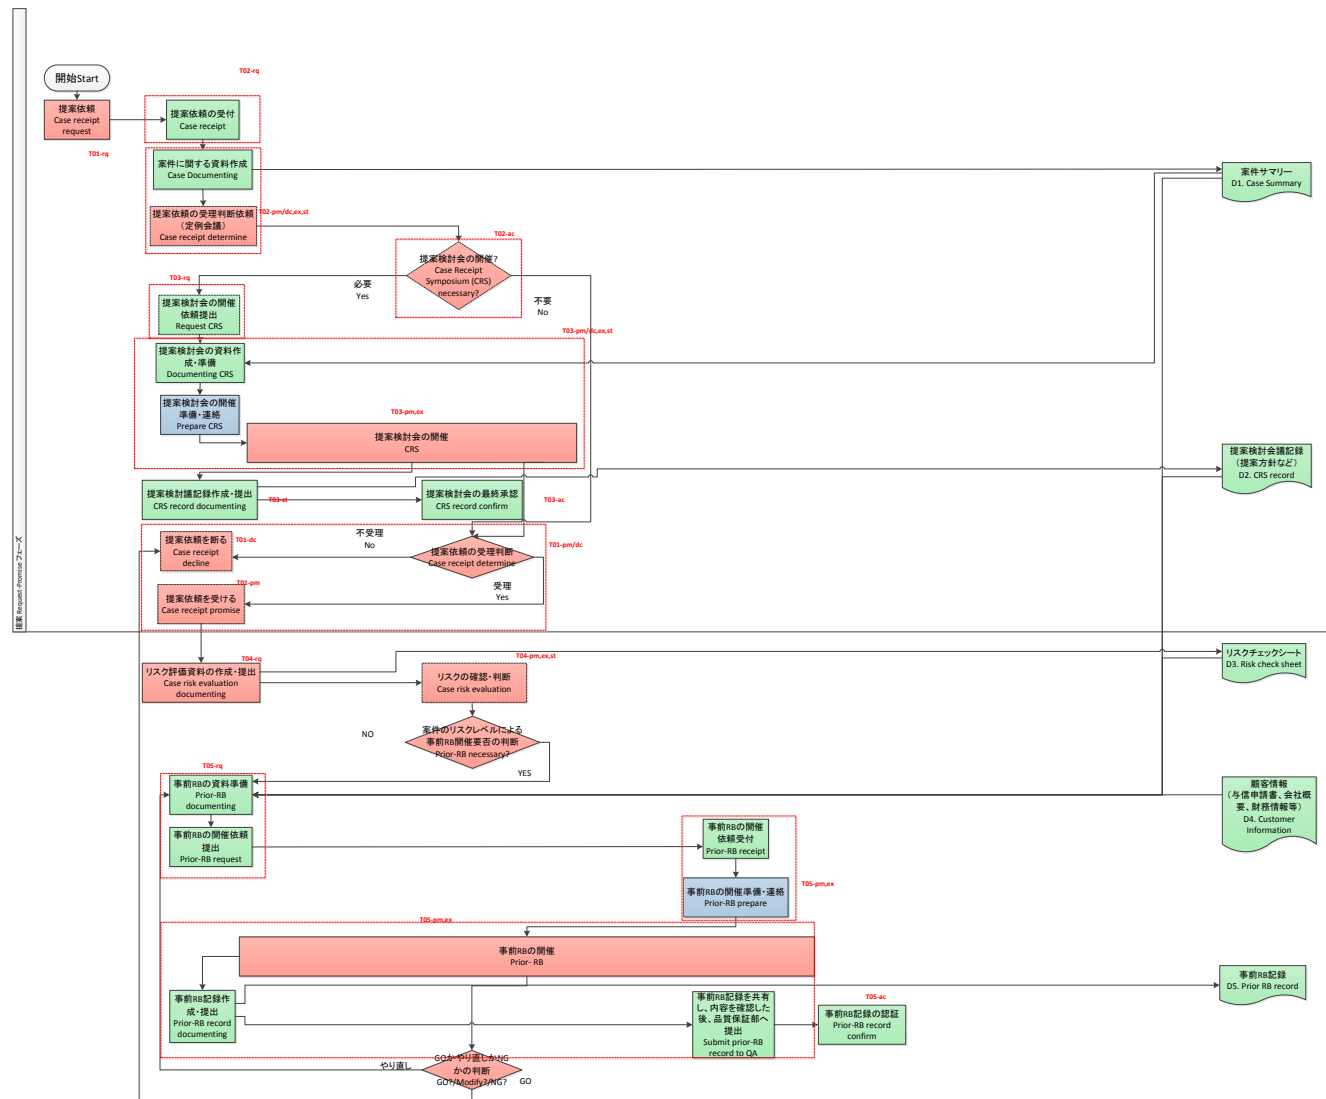 提案 Request-Promise フェーズ
開始Start
T02-rq
提案依頼
Case receipt
request
提案依頼の受付
Case receipt
T01-rq
案件に関する資料作成
Case Documenting
案件サマリー
D1. Case Summary
提案依頼の受理判断依頼
（定例会議）
Case receipt determine
T02-pm/dc,ex,st
T02-ac
提案検討会の開催？
Case Receipt
Symposium (CRS)
necessary?
必要
Yes
不要
No
T03-rq
提案検討会の開催
依頼提出
Request CRS
T03-pm/dc,ex,st
提案検討会の資料作
成・準備
Documenting CRS
提案検討会の開催
準備・連絡
Prepare CRS
T03-pm,ex
提案検討会の開催
CRS
提案検討会議記録
（提案方針など）
D2. CRS record
提案検討議記録作成・提出
CRS record documenting
T03-st
提案検討会の最終承認
CRS record confirm
T03-ac
提案依頼を断る
Case receipt
decline
T01-dc
不受理
No
提案依頼の受理判断
Case receipt determine
T01-pm/dc
T01-pm
提案依頼を受ける
Case receipt promise
受理
Yes
T04-rq
リスク評価資料の作成・提出
Case risk evaluation
documenting
T04-pm,ex,st
リスクの確認・判断
Case risk evaluation
リスクチェックシート
D3. Risk check sheet
NO
案件のリスクレベルによる
事前RB開催要否の判断
Prior-RB necessary?
YES
T05-rq
事前RBの資料準備
Prior-RB
documenting
顧客情報
（与信申請書、会社概
要、財務情報等）
D4. Customer
Information
事前RBの開催依頼
提出
Prior-RB request
事前RBの開催
依頼受付
Prior-RB receipt
事前RBの開催準備・連絡
Prior-RB prepare
T05-pm,ex
T05-pm,ex
事前RBの開催
Prior- RB
事前RB記録作
成・提出
Prior-RB record
documenting
事前RB記録を共有
し、内容を確認した
後、品質保証部へ
提出
Submit prior-RB
record to QA
T05-ac
事前RB記録の認証
Prior-RB record
confirm
事前RB記録
D5. Prior RB record
やり直し
GOかやり直しかNG
かの判断
GO?/Modify?/NG?
GO